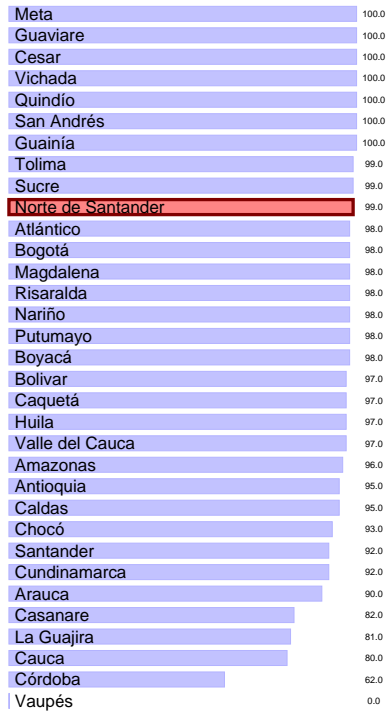 Meta 100.0
Guaviare 100.0
Cesar 100.0
Vichada 100.0
Quindío 100.0
San Andrés 100.0
Guainía 100.0
Tolima 99.0
Sucre 99.0
Norte de Santander 99.0
Atlántico 98.0
Bogotá 98.0
Magdalena 98.0
Risaralda 98.0
Nariño 98.0
Putumayo 98.0
Boyacá 98.0
Bolivar 97.0
Caquetá 97.0
Huila 97.0
Valle del Cauca 97.0
Amazonas 96.0
Antioquia 95.0
Caldas 95.0
Chocó 93.0
Santander 92.0
Cundinamarca 92.0
Arauca 90.0
Casanare 82.0
La Guajira 81.0
Cauca 80.0
Córdoba 62.0
Vaupés 0.0